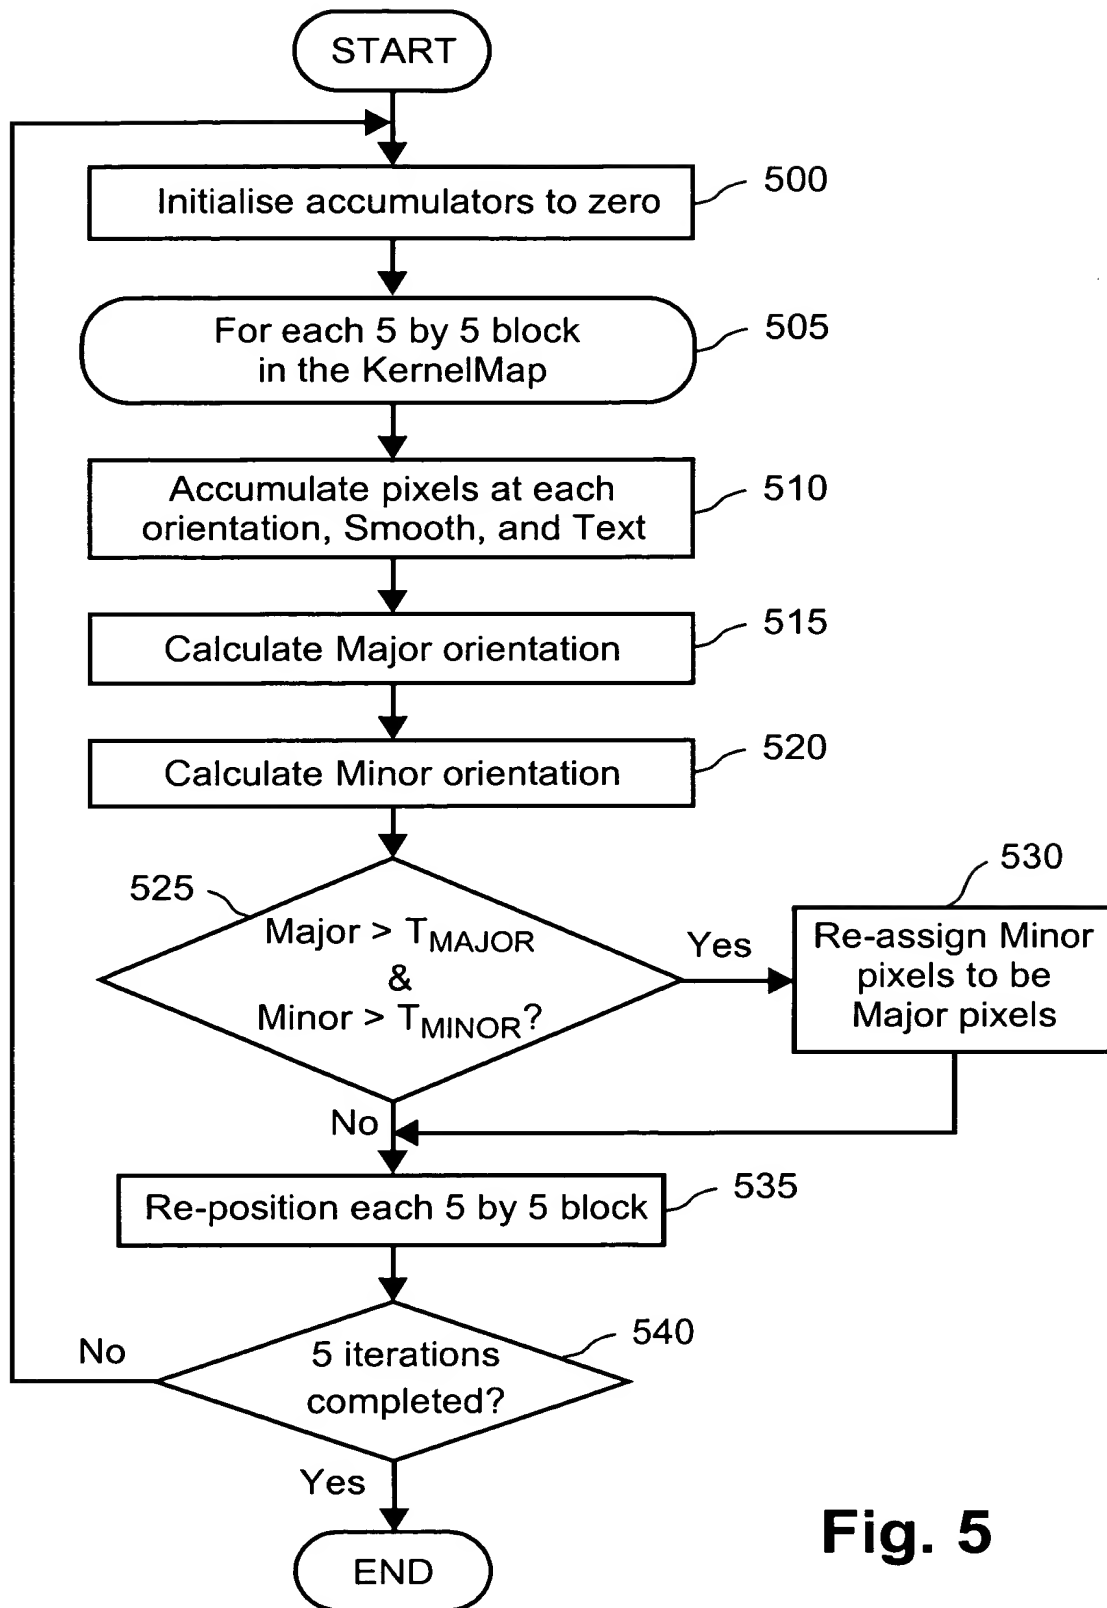 START
Initialise accumulators to zero
500
For each 5 by 5 block
in the KernelMap
505
Accumulate pixels at each
orientation, Smooth, and Text
510
Calculate Major orientation
515
Calculate Minor orientation
520
525
Major > TMAJOR
&
Minor > TMINOR?
Yes
530
Re-assign Minor
pixels to be
Major pixels
No
Re-position each 5 by 5 block
535
No
5 iterations
completed?
540
Yes
END
Fig. 5